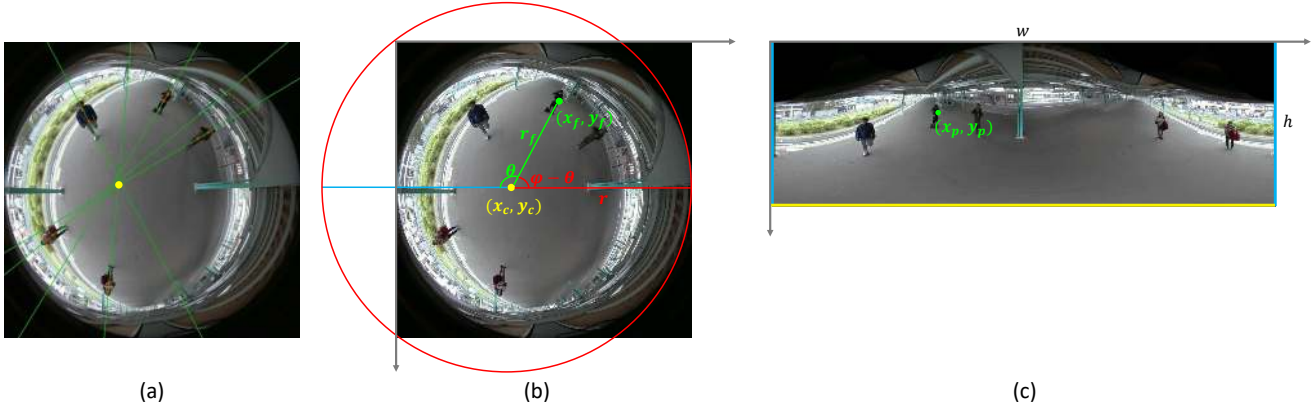 w
h
(x_f, y_f)
r_f
θ
φ − θ
r
(x_c, y_c)
(x_p, y_p)
(a)
(b)
(c)